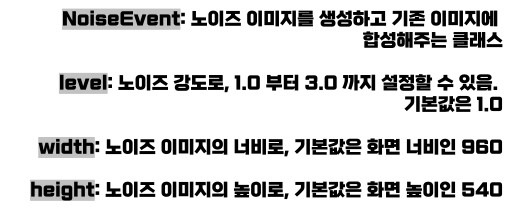 NoiseEvent: 노이즈 이미지를 생성하고 기존 이미지에
합성해주는 클래스
level: 노이즈 강도로, 1.0 부터 3.0 까지 설정할 수 있음.
기본값은 1.0
width: 노이즈 이미지의 너비로, 기본값은 화면 너비인 960
height: 노이즈 이미지의 높이로, 기본값은 화면 높이인 540